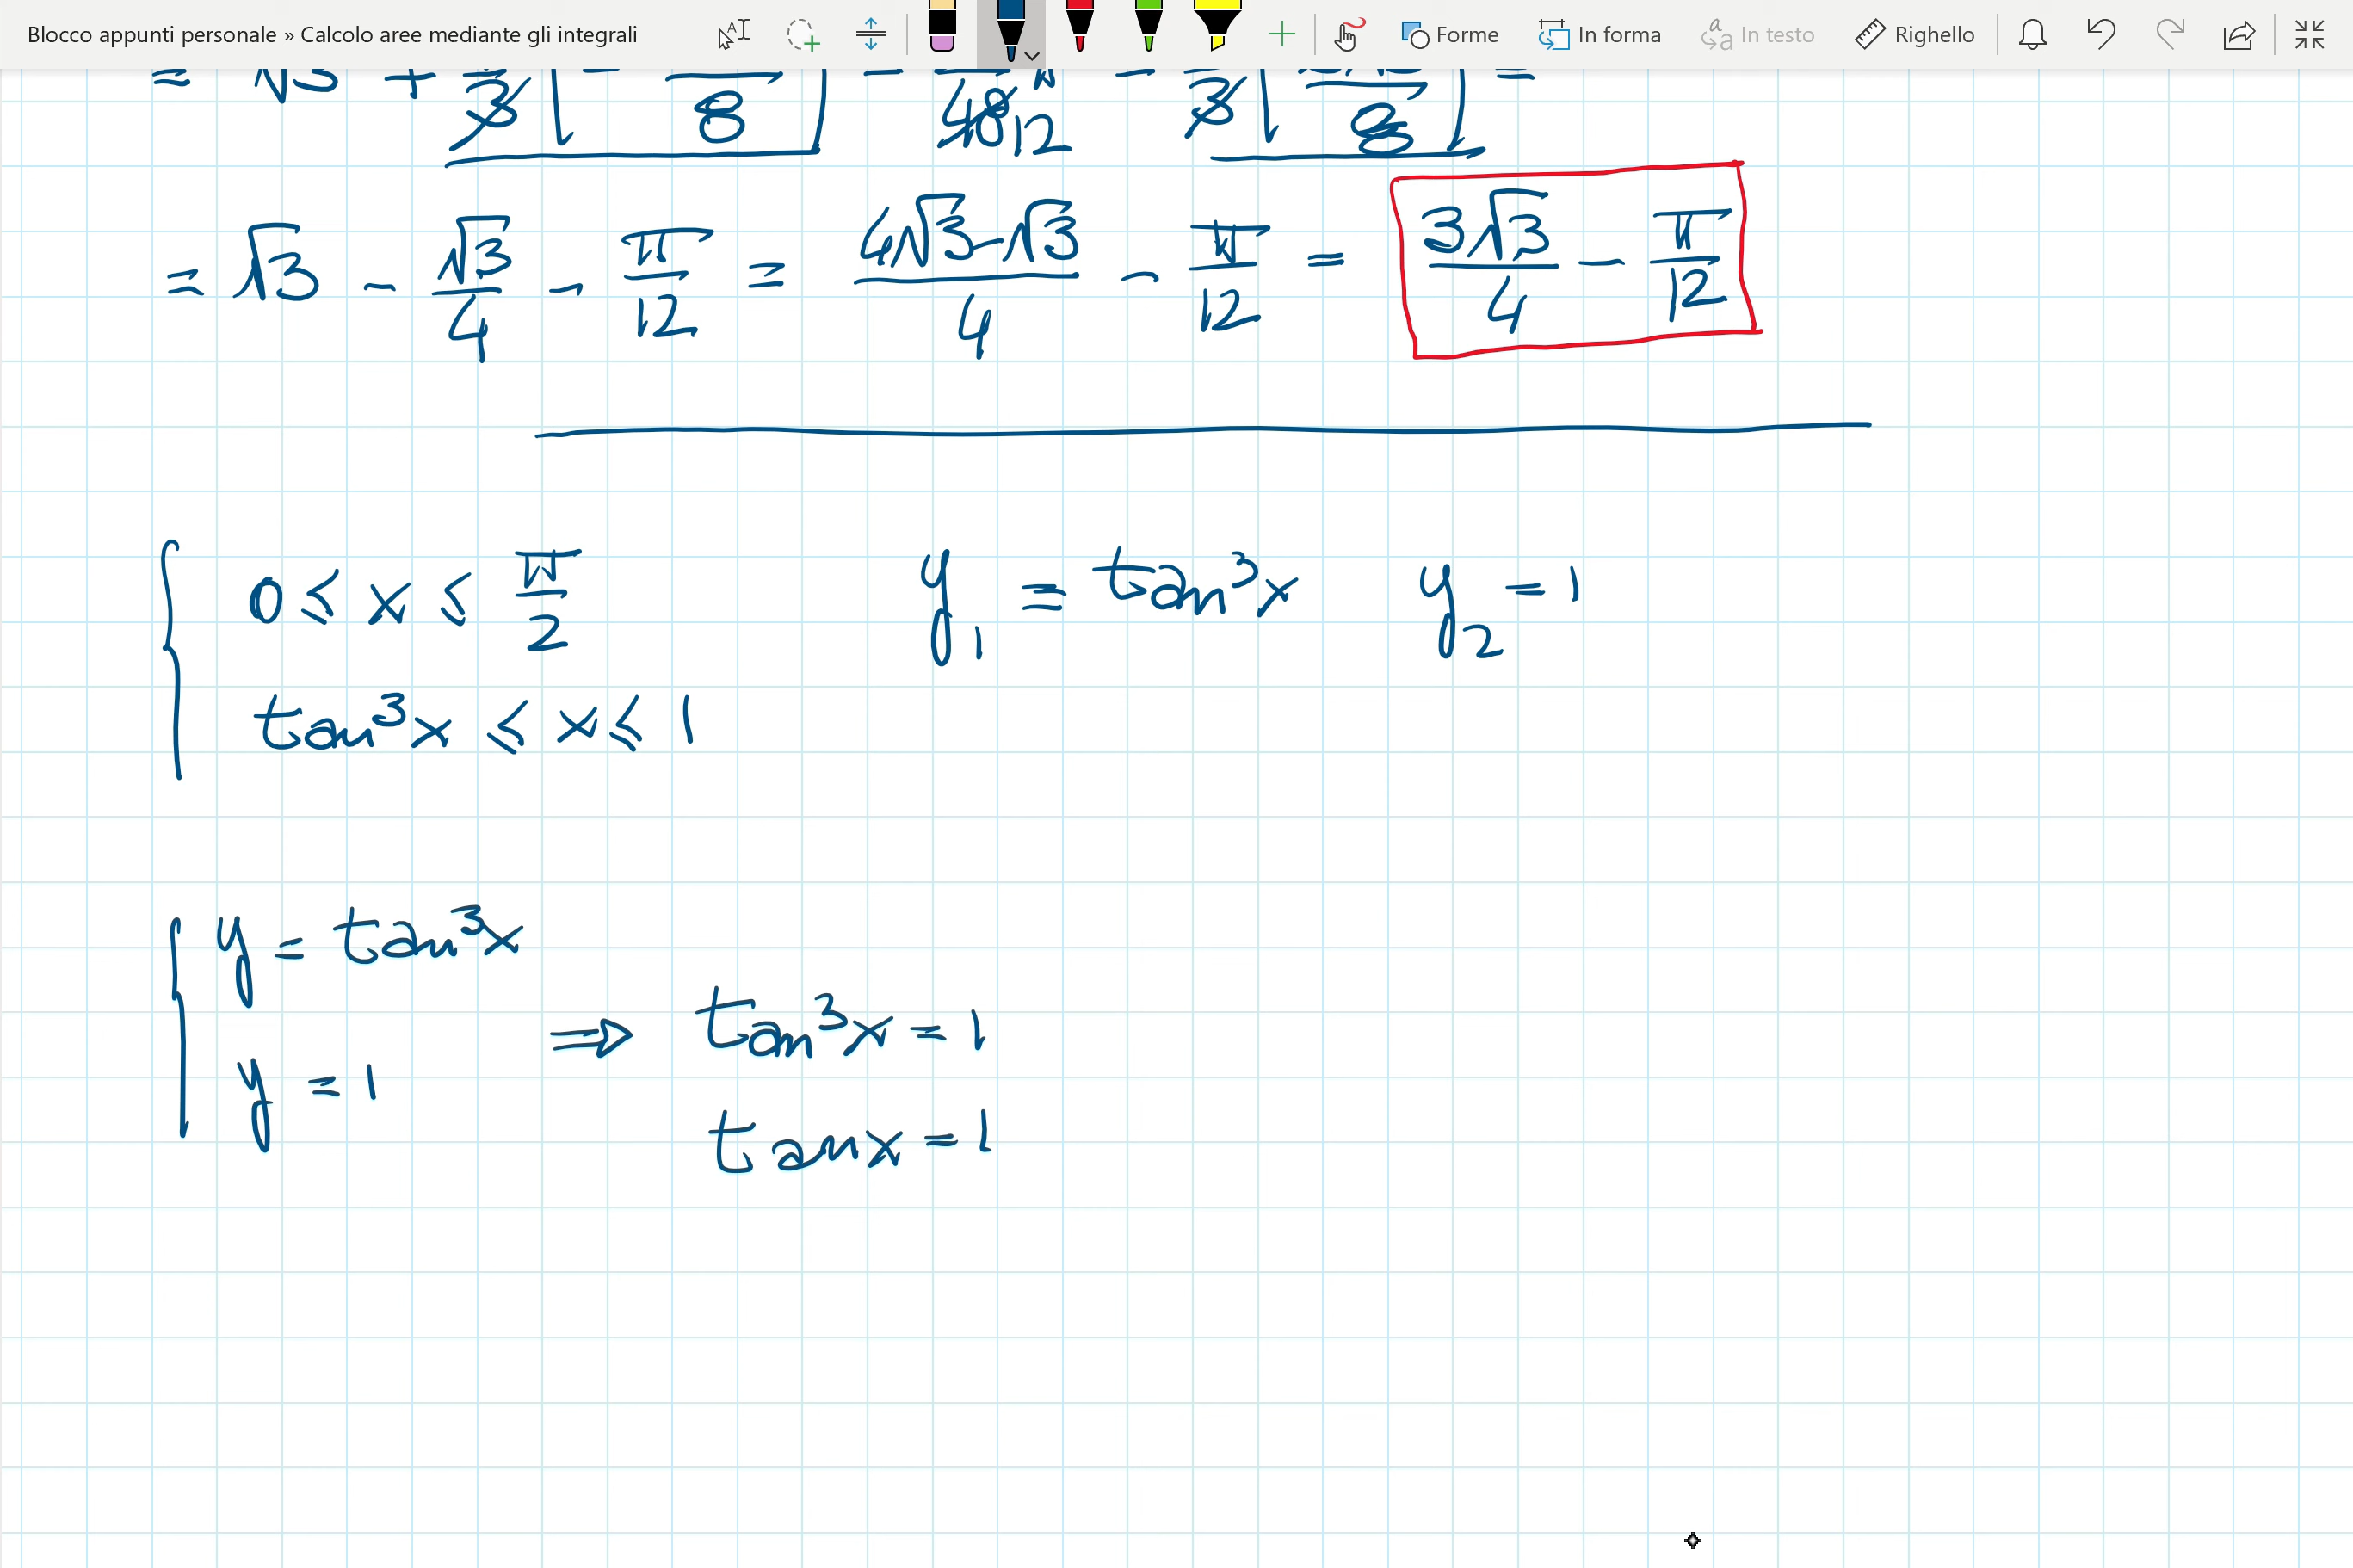 Blocco appunti personale » Calcolo aree mediante gli integrali Forme In forma In testo Righello
= √3 - √3/4 - π/12 = (4√3 - √3)/4 - π/12 = 3√3/4 - π/12
0 ≤ x ≤ π/2 y₁ = tan³x y₂ = 1
tan³x ≤ x ≤ 1
y = tan³x
⇒ tan³x = 1
y = 1
tanx = 1